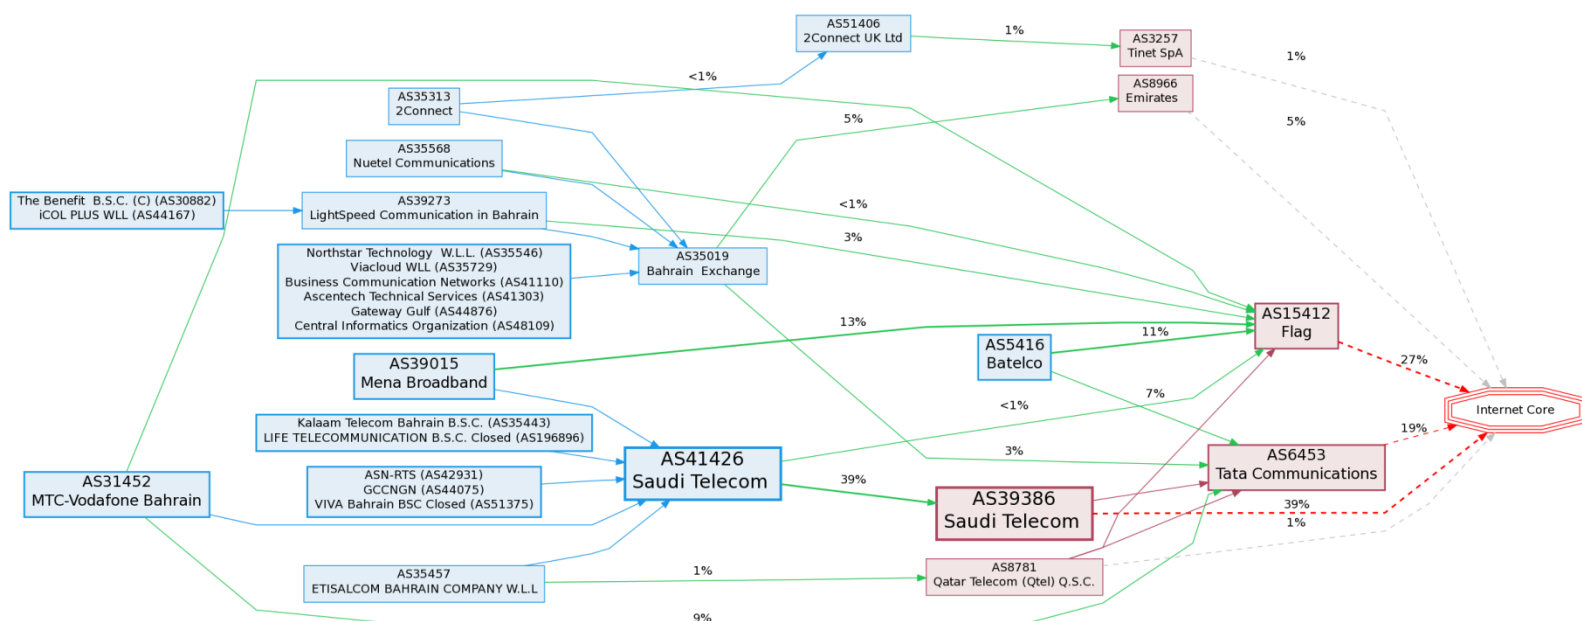 AS51406
2Connect UK Ltd
1%
AS3257
Tinet SpA
1%
<1%
AS35313
2Connect
AS8966
Emirates
5%
5%
AS35568
Nuetel Communications
The Benefit  B.S.C. (C) (AS30882)
iCOL PLUS WLL (AS44167)
AS39273
LightSpeed Communication in Bahrain
<1%
3%
Northstar Technology  W.L.L. (AS35546)
Viacloud WLL (AS35729)
Business Communication Networks (AS41110)
Ascentech Technical Services (AS41303)
Gateway Gulf (AS44876)
Central Informatics Organization (AS48109)
AS35019
Bahrain  Exchange
13%
AS15412
Flag
11%
AS5416
Batelco
27%
AS39015
Mena Broadband
7%
<1%
Internet Core
19%
Kalaam Telecom Bahrain B.S.C. (AS35443)
LIFE TELECOMMUNICATION B.S.C. Closed (AS196896)
3%
AS41426
Saudi Telecom
AS6453
Tata Communications
ASN-RTS (AS42931)
GCCNGN (AS44075)
VIVA Bahrain BSC Closed (AS51375)
39%
AS31452
MTC-Vodafone Bahrain
AS39386
Saudi Telecom
39%
1%
AS35457
ETISALCOM BAHRAIN COMPANY W.L.L
1%
AS8781
Qatar Telecom (Qtel) Q.S.C.
9%